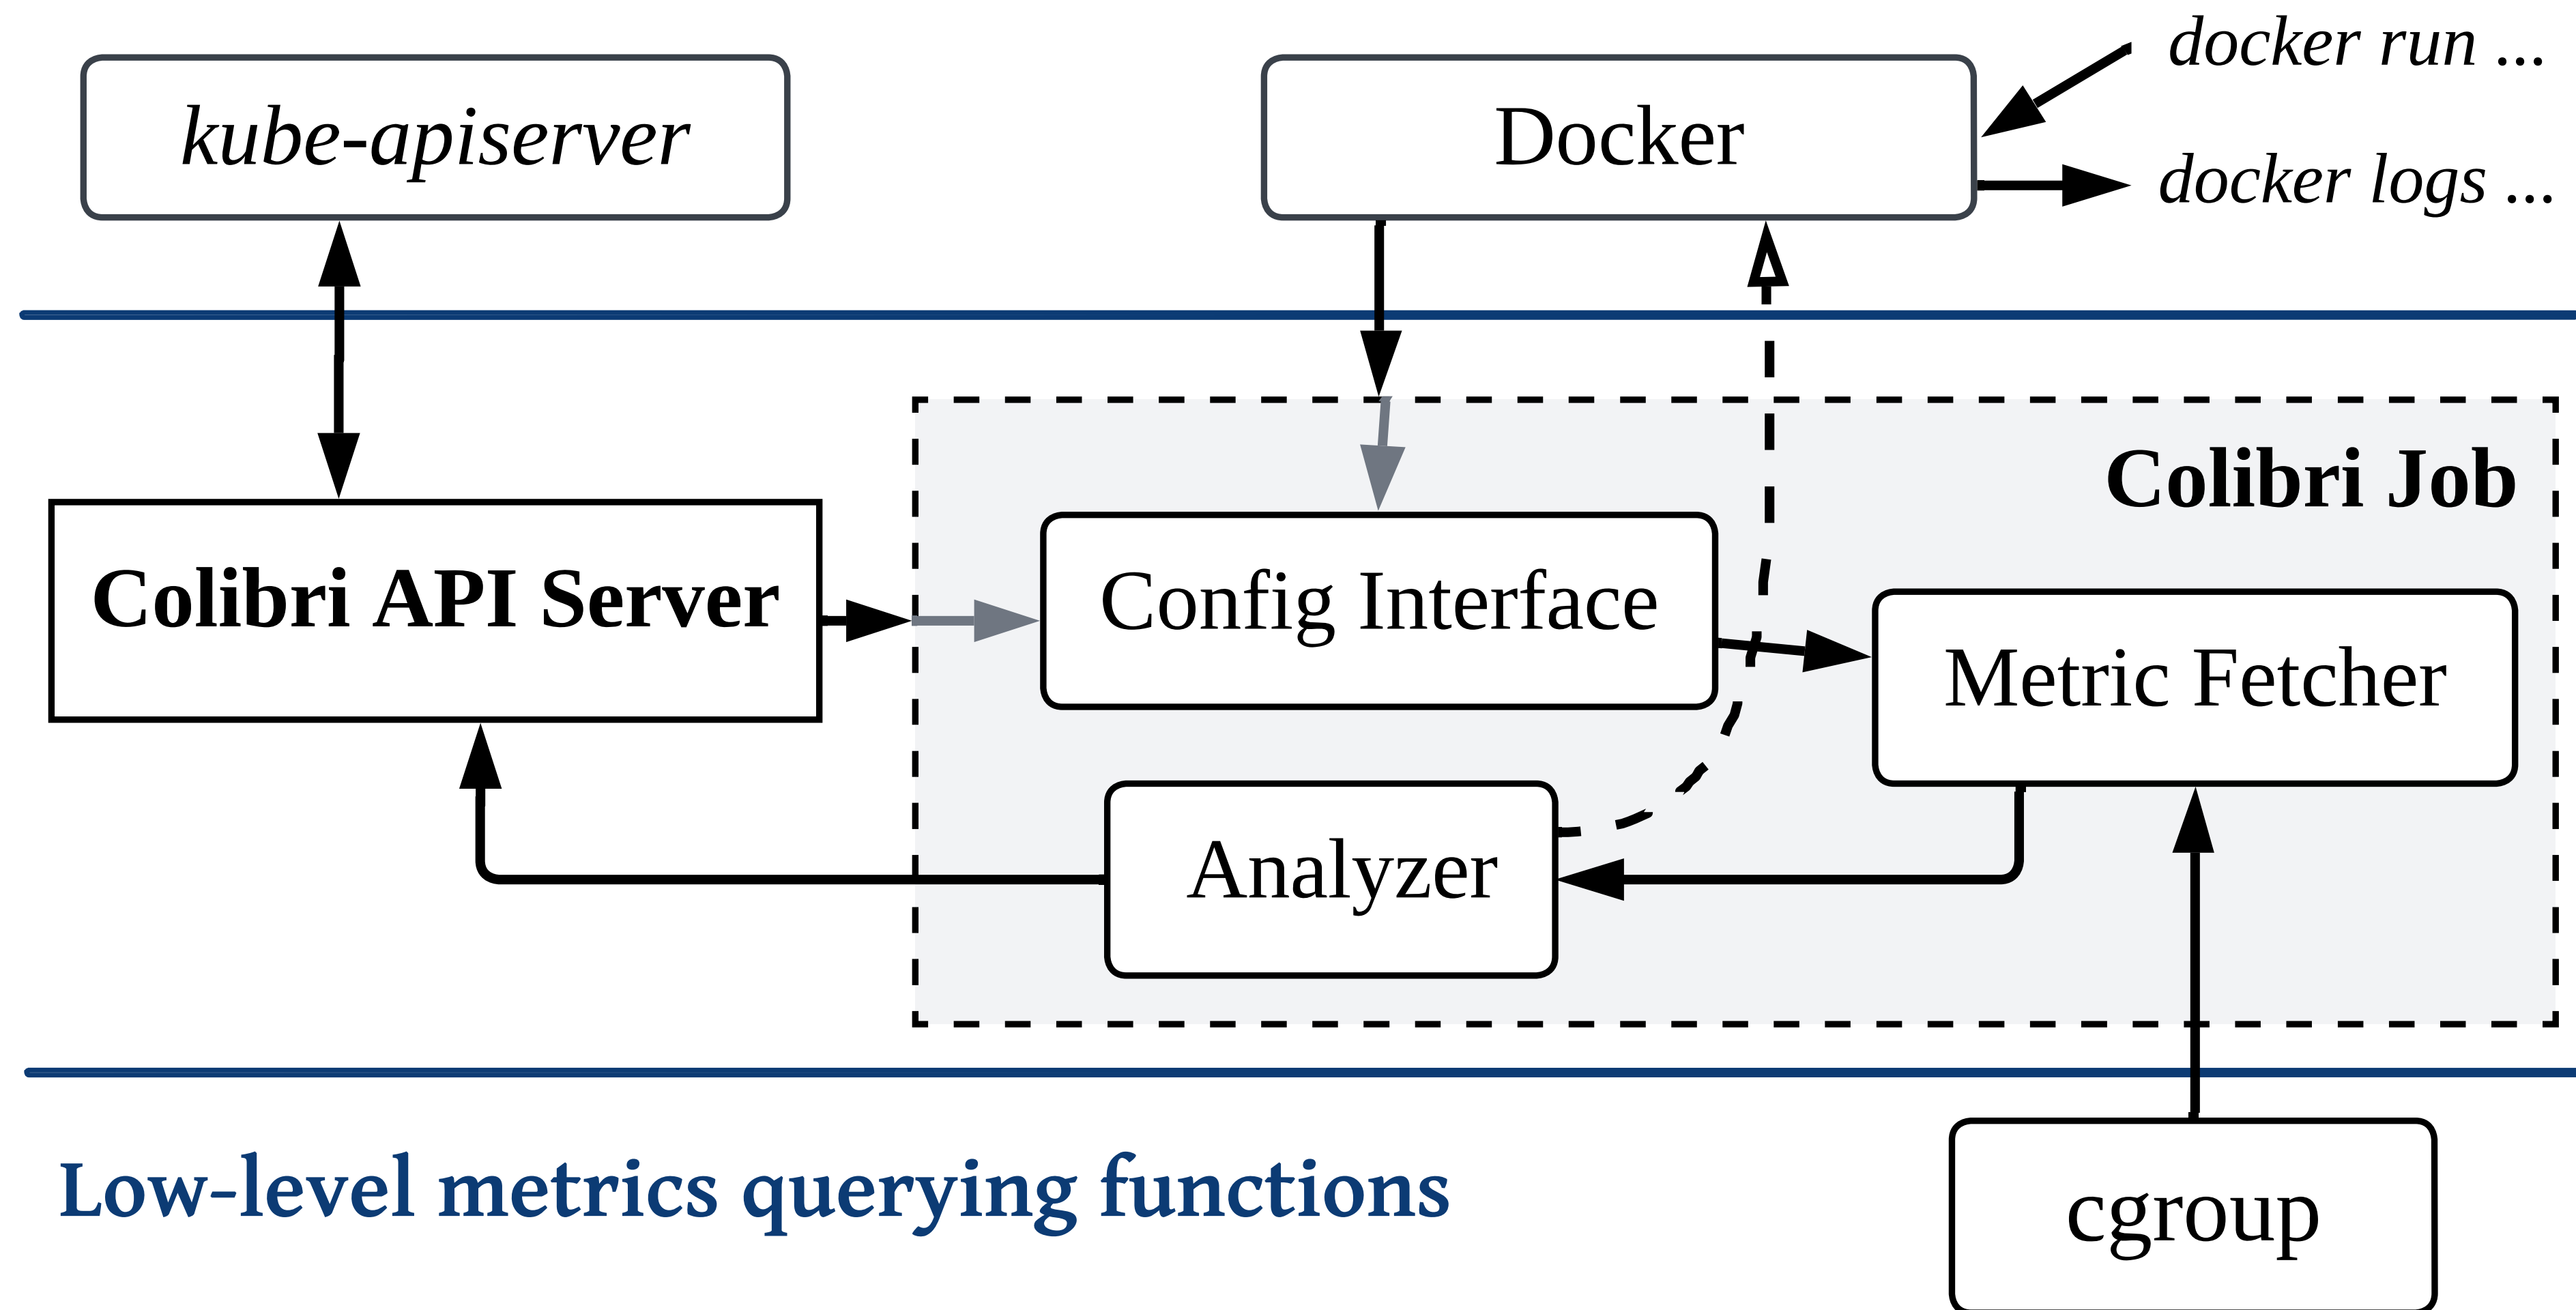 docker run ...
kube-apiserver
Docker
docker logs ...
Colibri Job
Colibri API Server
Config Interface
Metric Fetcher
Analyzer
Low-level metrics querying functions
cgroup